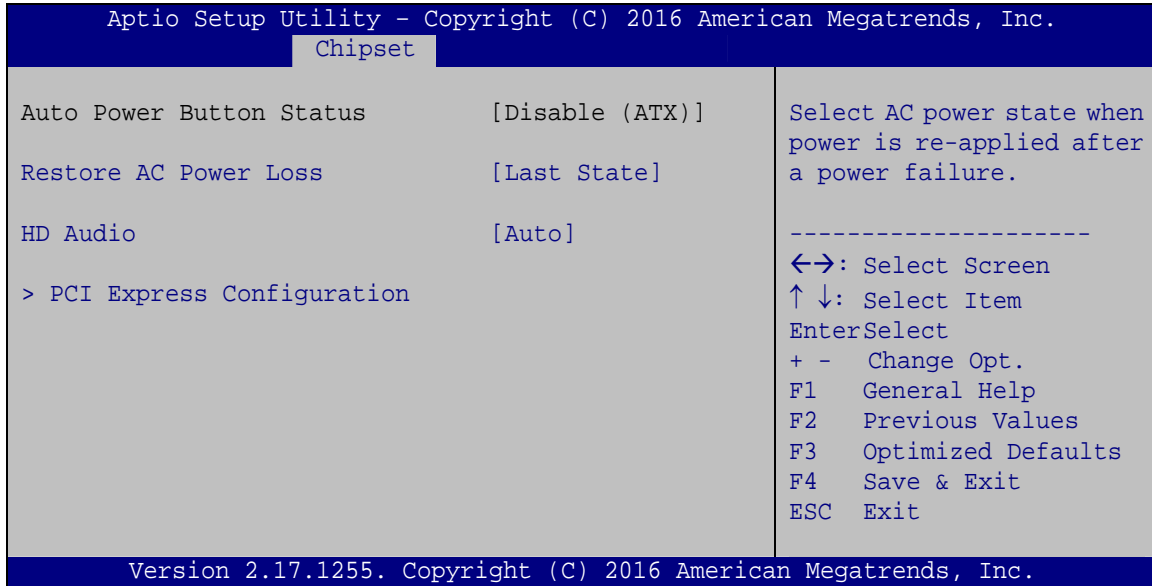 Aptio Setup Utility – Copyright (C) 2016 American Megatrends, Inc.
Chipset
Auto Power Button Status [Disable (ATX)]
Restore AC Power Loss [Last State]
HD Audio [Auto]
> PCI Express Configuration
Select AC power state when
power is re-applied after
a power failure.
---------------------
←→: Select Screen
↑ ↓: Select Item
EnterSelect
+ - Change Opt.
F1 General Help
F2 Previous Values
F3 Optimized Defaults
F4 Save & Exit
ESC Exit
Version 2.17.1255. Copyright (C) 2016 American Megatrends, Inc.